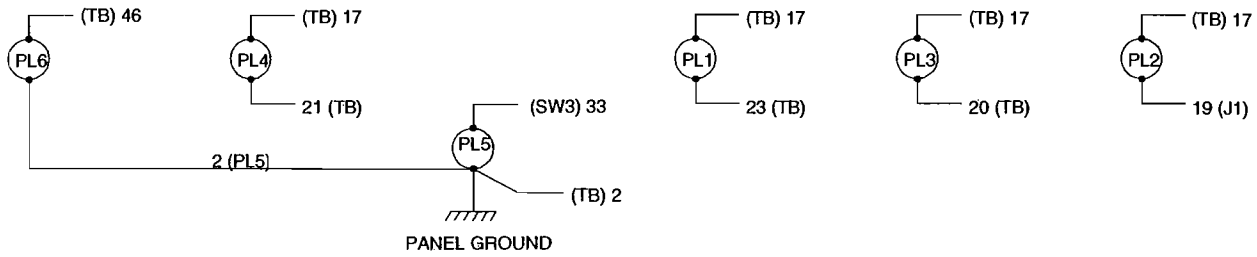 (TB) 46
(TB) 17
(TB) 17
(TB) 17
(TB) 17
PL6
PL4
PL1
PL3
PL2
21 (TB)
(SW3) 33
23 (TB)
20 (TB)
19 (J1)
PL5
2 (PL5)
(TB) 2
PANEL GROUND